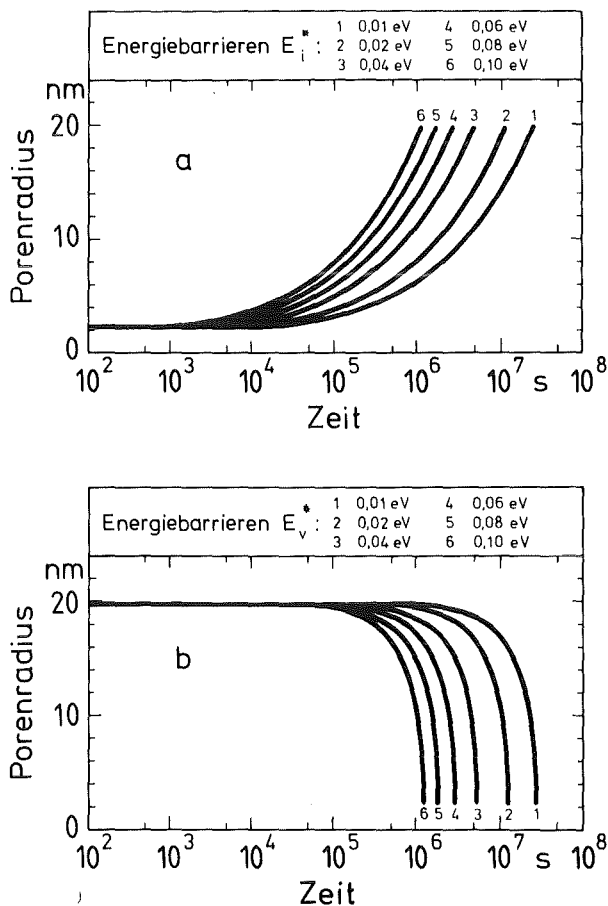 Energiebarrieren E*i : 1 0,01 eV 4 0,06 eV
2 0,02 eV 5 0,08 eV
3 0,04 eV 6 0,10 eV
nm
20
10
0
Porenradius
a
6 5 4 3 2 1
10² 10³ 10⁴ 10⁵ 10⁶ 10⁷ s 10⁸
Zeit
Energiebarrieren E*v : 1 0,01 eV 4 0,06 eV
2 0,02 eV 5 0,08 eV
3 0,04 eV 6 0,10 eV
nm
20
10
0
Porenradius
b
6 5 4 3 2 1
10² 10³ 10⁴ 10⁵ 10⁶ 10⁷ s 10⁸
Zeit